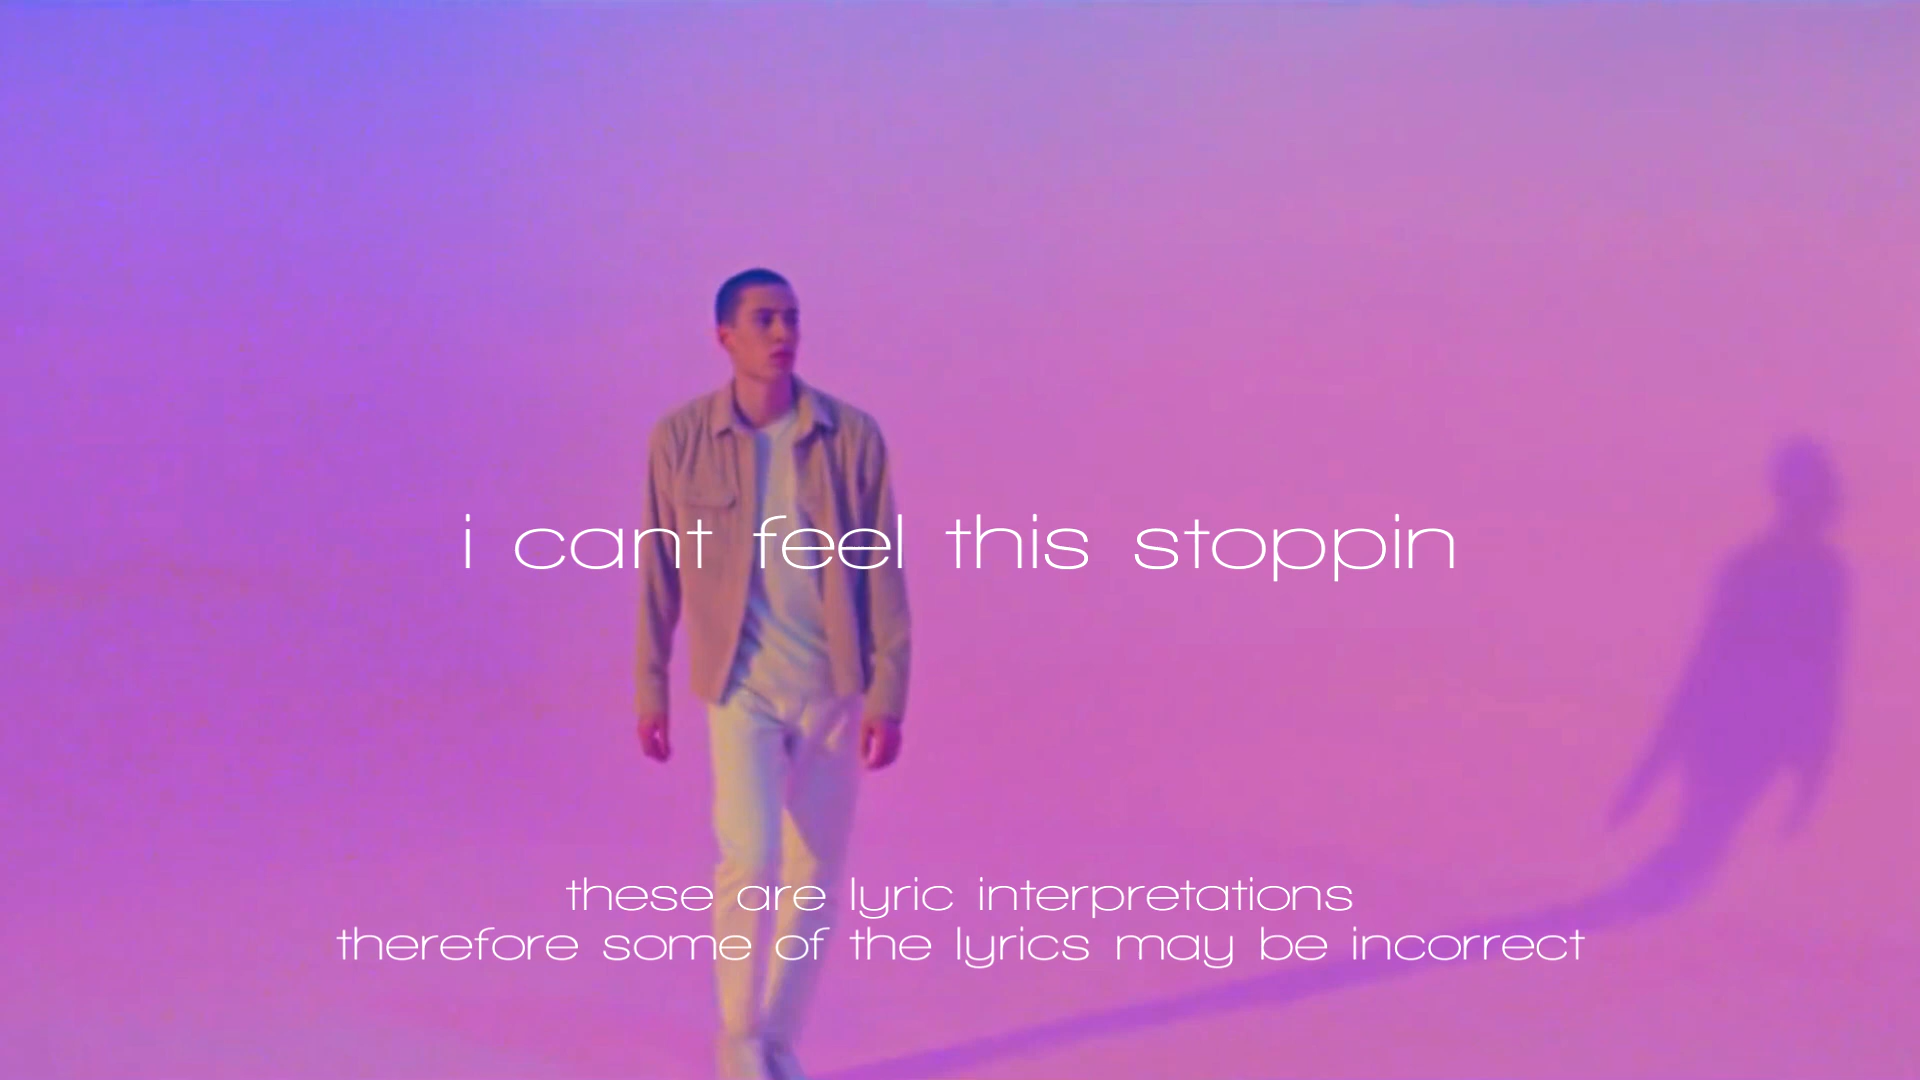 i cant feel this stoppin
these are lyric interpretations
therefore some of the lyrics may be incorrect